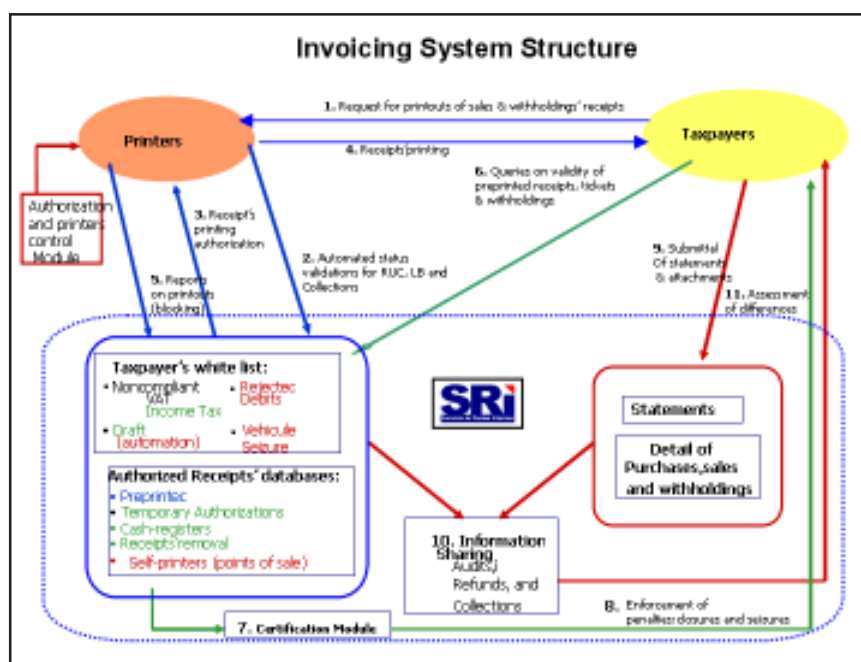 Invoicing System Structure
1. Request for printouts of sales & withholdings' receipts
Printers
Taxpayers
4. Receipts'printing
6. Queries on validity of
preprinted receipts, tickets
& withholdings
Authorization
and printers
control
Module
3. Receipt's
printing
authorization
2. Automated status
validations for RUC, LB and
Collections
9. Submittal
Of statements
& attachments
5. Reports
on printouts
(blocking)
11. Assessment
of differences
Taxpayer's white list:
• Noncompliant
VAT
Income Tax
• Rejectec
Debits
• Draft
(automation)
• Vehicule
Seizure
SRi
Statements
Detail of
Purchases,sales
and withholdings
Authorized Receipts' databases:
• Preprintec
• Temporary Authorizations
• Cash-registers
• Receipts'removal
• Self-printers (points of sale)
10. Information
Sharing
Audits,i
Refunds, and
Collections
7. Certification Module
8. Enforcement of
penalties:closures and seizures